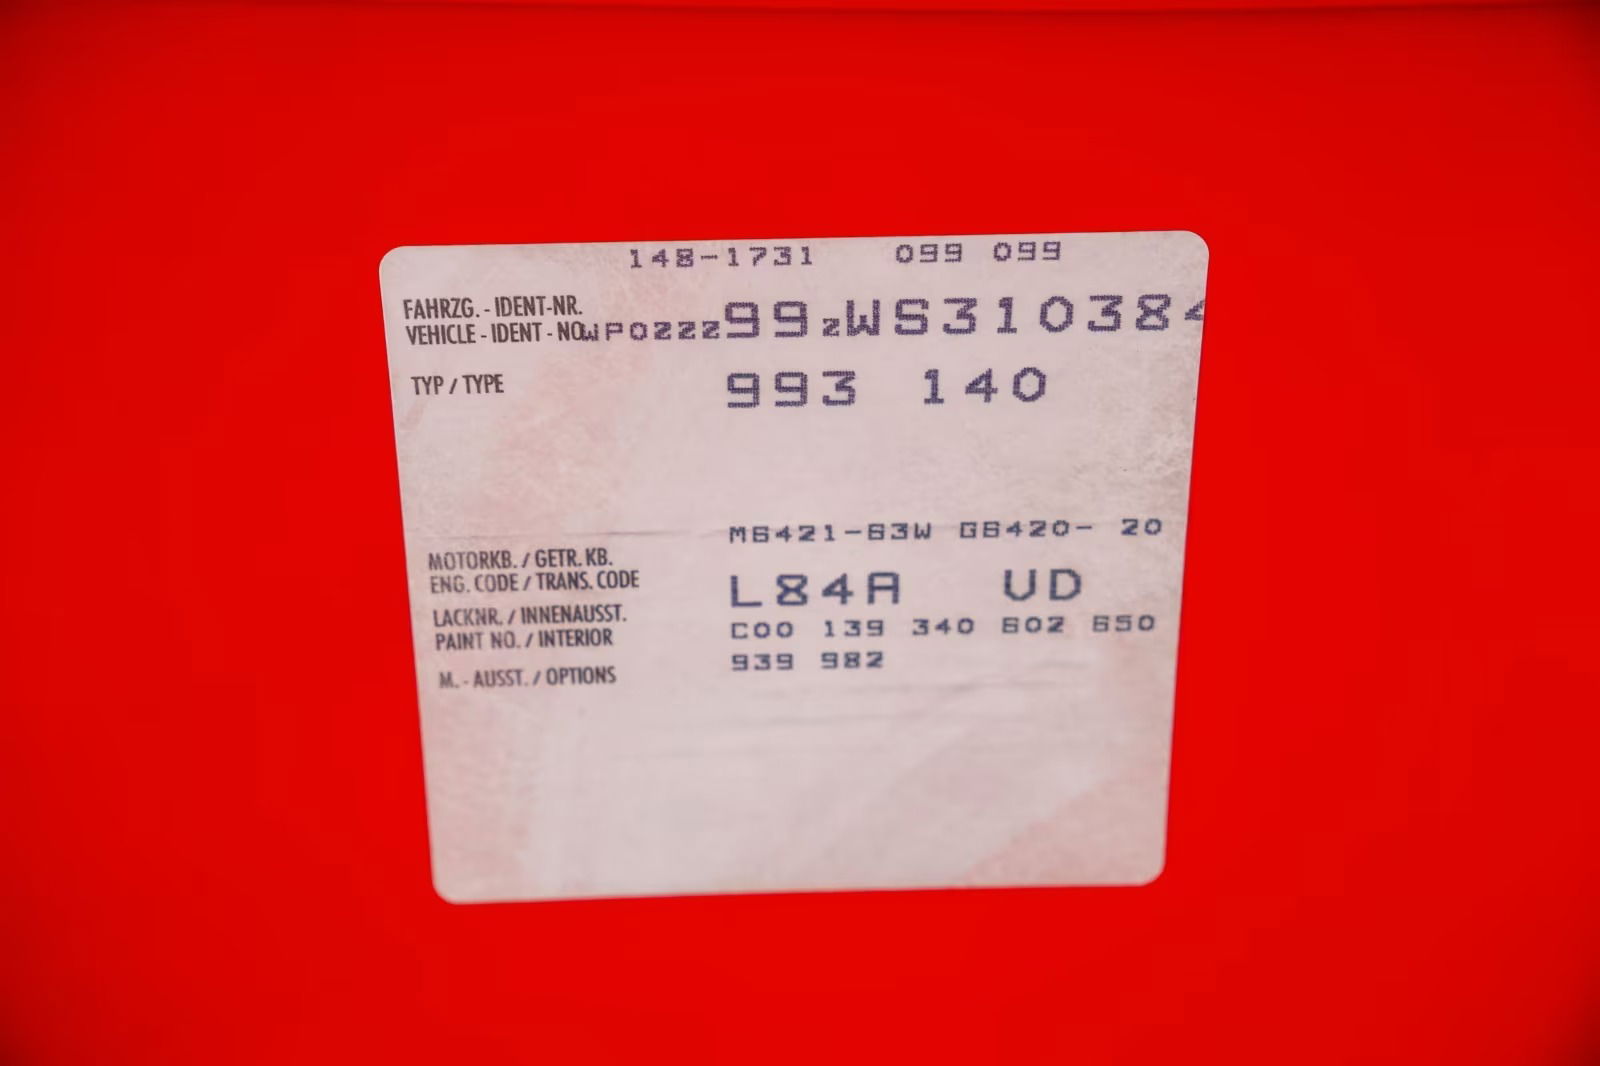 148-1731 099 099
FAHRZG. - IDENT-NR.
VEHICLE - IDENT - NO. WP0ZZZ99ZWS310384
TYP / TYPE 993 140
M6421-63W G6420- 20
MOTORKB. / GETR. KB.
ENG. CODE / TRANS. CODE
L84A VD
LACKNR. / INNENAUSST.
PAINT NO. / INTERIOR
C00 139 340 602 650
M. - AUSST. / OPTIONS
939 982